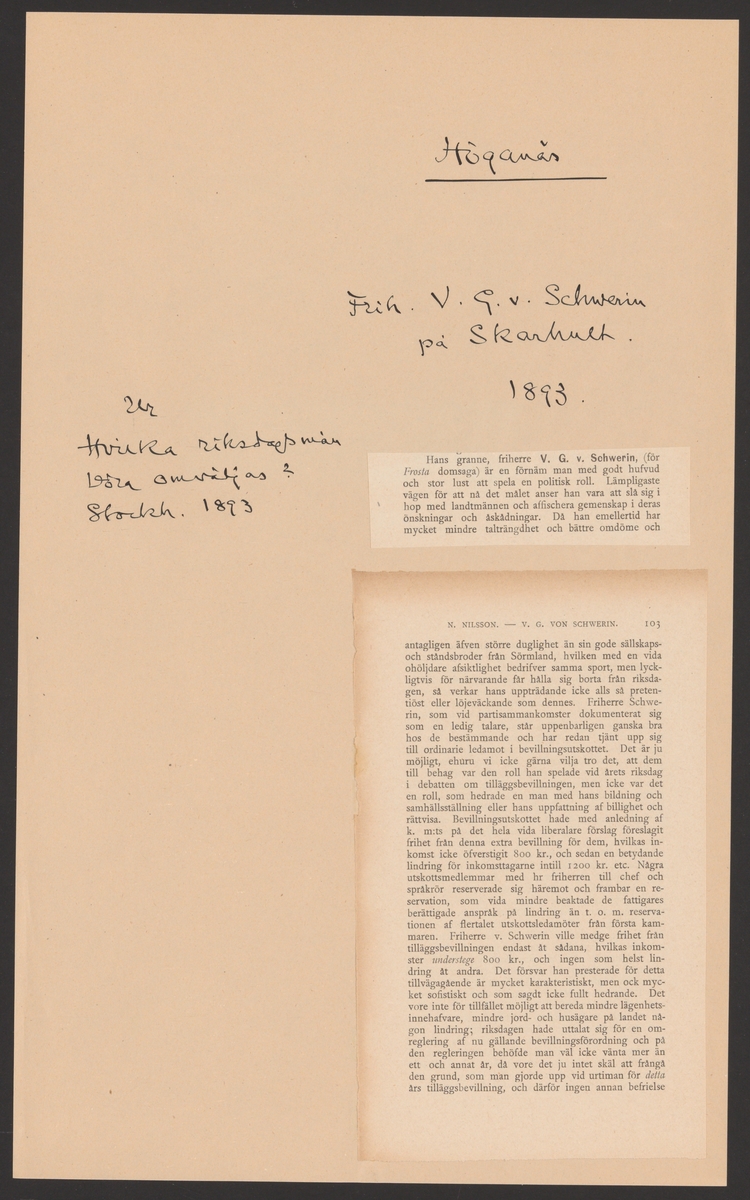 Höganäs
Frih. V. G. v. Schwerin
på Skarhult.
1893.
Ur
Hvilka riksdagsmän
böra omväljas?
Stockh. 1893
Hans granne, friherre V. G. v. Schwerin, (för
Frosta domsaga) är en förnäm man med godt hufvud
och stor lust att spela en politisk roll. Lämpligaste
vägen för att nå det målet anser han vara att slå sig i
hop med landtmännen och affischera gemenskap i deras
önskningar och åskådningar. Då han emellertid har
mycket mindre talträngdhet och bättre omdöme och
N. NILSSON. — V. G. VON SCHWERIN. 103
antagligen äfven större duglighet än sin gode sällskaps-
och ståndsbroder från Sörmland, hvilken med en vida
ohöljdare afsiktlighet bedrifver samma sport, men lyck-
ligtvis för närvarande får hålla sig borta från riksda-
gen, så verkar hans uppträdande icke alls så preten-
tiöst eller löjeväckande som dennes. Friherre Schwe-
rin, som vid partisammankomster dokumenterat sig
som en ledig talare, står uppenbarligen ganska bra
hos de bestämmande och har redan tjänt upp sig
till ordinarie ledamot i bevillningsutskottet. Det är ju
möjligt, ehuru vi icke gärna vilja tro det, att dem
till behag var den roll han spelade vid årets riksdag
i debatten om tilläggsbevillningen, men icke var det
en roll, som hedrade en man med hans bildning och
samhällsställning eller hans uppfattning af billighet och
rättvisa. Bevillningsutskottet hade med anledning af
k. m:ts på det hela vida liberalare förslag föreslagit
frihet från denna extra bevillning för dem, hvilkas in-
komst icke öfverstigit 800 kr., och sedan en betydande
lindring för inkomsttagarne intill 1200 kr. etc. Några
utskottsmedlemmar med hr friherren till chef och
språkrör reserverade sig häremot och frambar en re-
servation, som vida mindre beaktade de fattigares
berättigade anspråk på lindring än t. o. m. reserva-
tionen af flertalet utskottsledamöter från första kam-
maren. Friherre v. Schwerin ville medge frihet från
tilläggsbevillningen endast åt sådana, hvilkas inkom-
ster understege 800 kr., och ingen som helst lin-
dring åt andra. Det försvar han presterade för detta
tillvägagående är mycket karakteristiskt, men ock myc-
ket sofistiskt och som sagdt icke fullt hedrande. Det
vore inte för tillfället möjligt att bereda mindre lägenhets-
innehafvare, mindre jord- och husägare på landet nå-
gon lindring; riksdagen hade uttalat sig för en om-
reglering af nu gällande bevillningsförordning och på
den regleringen behöfde man väl icke vänta mer än
ett och annat år, då vore det ju intet skäl att frångå
den grund, som man gjorde upp vid urtiman för detta
års tilläggsbevillning, och därför ingen annan befrielse